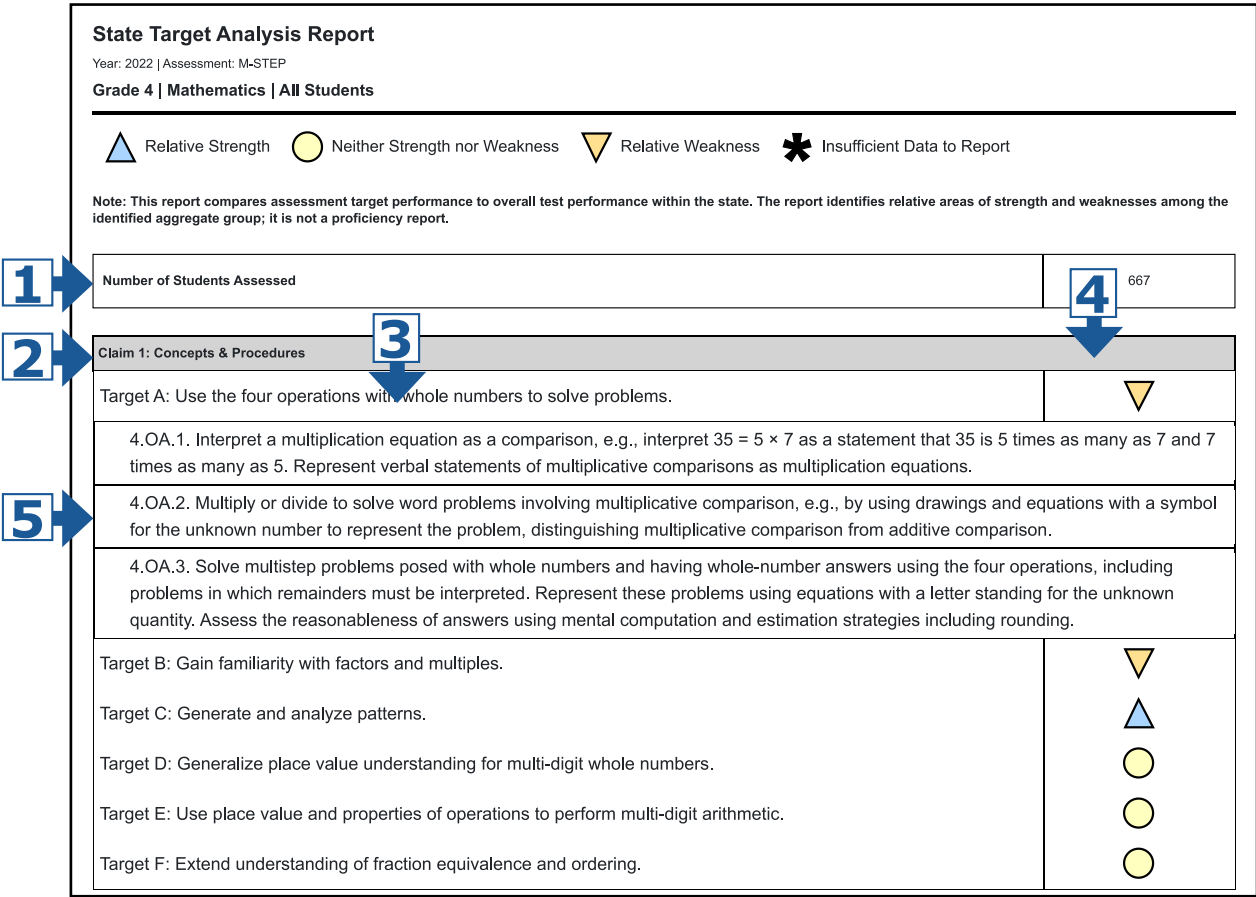 State Target Analysis Report
Year: 2022 | Assessment: M-STEP
Grade 4 | Mathematics | All Students
Relative Strength Neither Strength nor Weakness Relative Weakness Insufficient Data to Report
Note: This report compares assessment target performance to overall test performance within the state. The report identifies relative areas of strength and weaknesses among the
identified aggregate group; it is not a proficiency report.
1 Number of Students Assessed 667
4
3
2 Claim 1: Concepts & Procedures
Target A: Use the four operations with whole numbers to solve problems.
4.OA.1. Interpret a multiplication equation as a comparison, e.g., interpret 35 = 5 × 7 as a statement that 35 is 5 times as many as 7 and 7
times as many as 5. Represent verbal statements of multiplicative comparisons as multiplication equations.
5
4.OA.2. Multiply or divide to solve word problems involving multiplicative comparison, e.g., by using drawings and equations with a symbol
for the unknown number to represent the problem, distinguishing multiplicative comparison from additive comparison.
4.OA.3. Solve multistep problems posed with whole numbers and having whole-number answers using the four operations, including
problems in which remainders must be interpreted. Represent these problems using equations with a letter standing for the unknown
quantity. Assess the reasonableness of answers using mental computation and estimation strategies including rounding.
Target B: Gain familiarity with factors and multiples.
Target C: Generate and analyze patterns.
Target D: Generalize place value understanding for multi-digit whole numbers.
Target E: Use place value and properties of operations to perform multi-digit arithmetic.
Target F: Extend understanding of fraction equivalence and ordering.